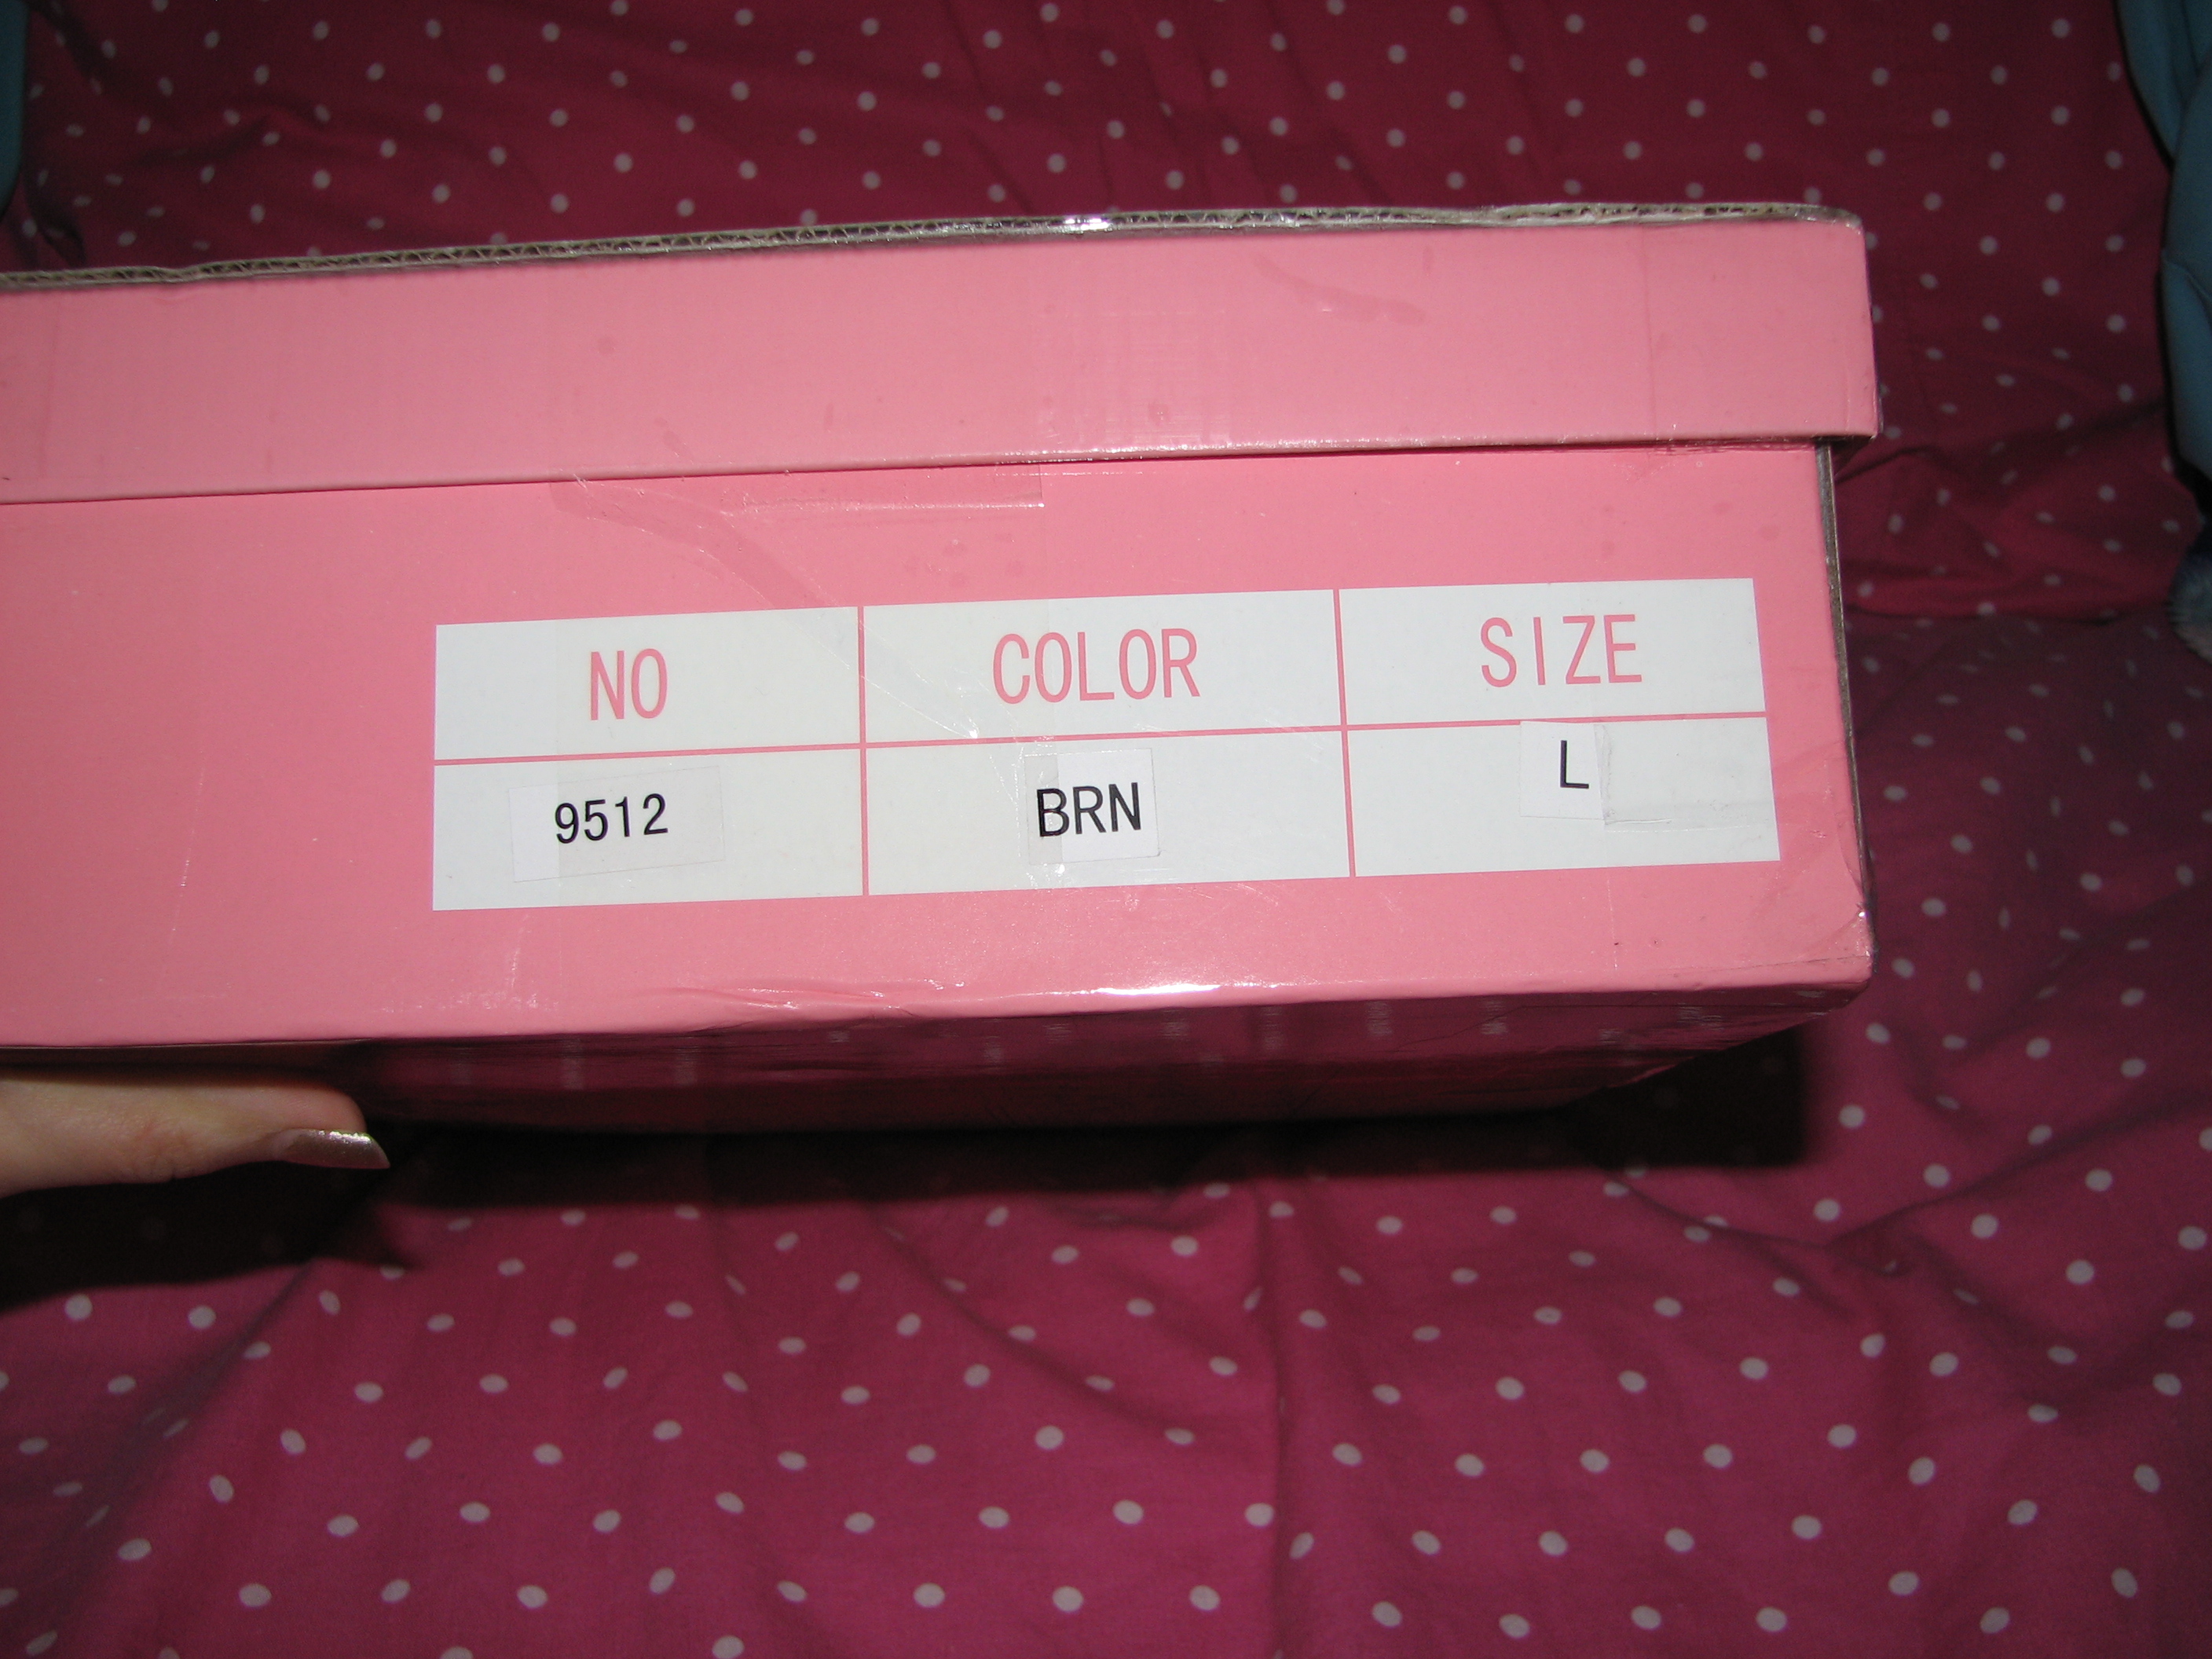 NO COLOR SIZE
9512 BRN L